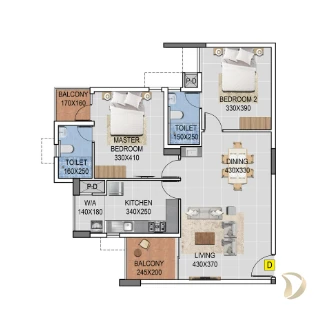 P-D
BEDROOM 2
330X390
BALCONY
170X160
MASTER
BEDROOM
330X410
TOILET
150X250
TOILET
160X250
DINING
430X330
P-D
W/A
140X180
KITCHEN
340X250
LIVING
430X370
BALCONY
245X200
D